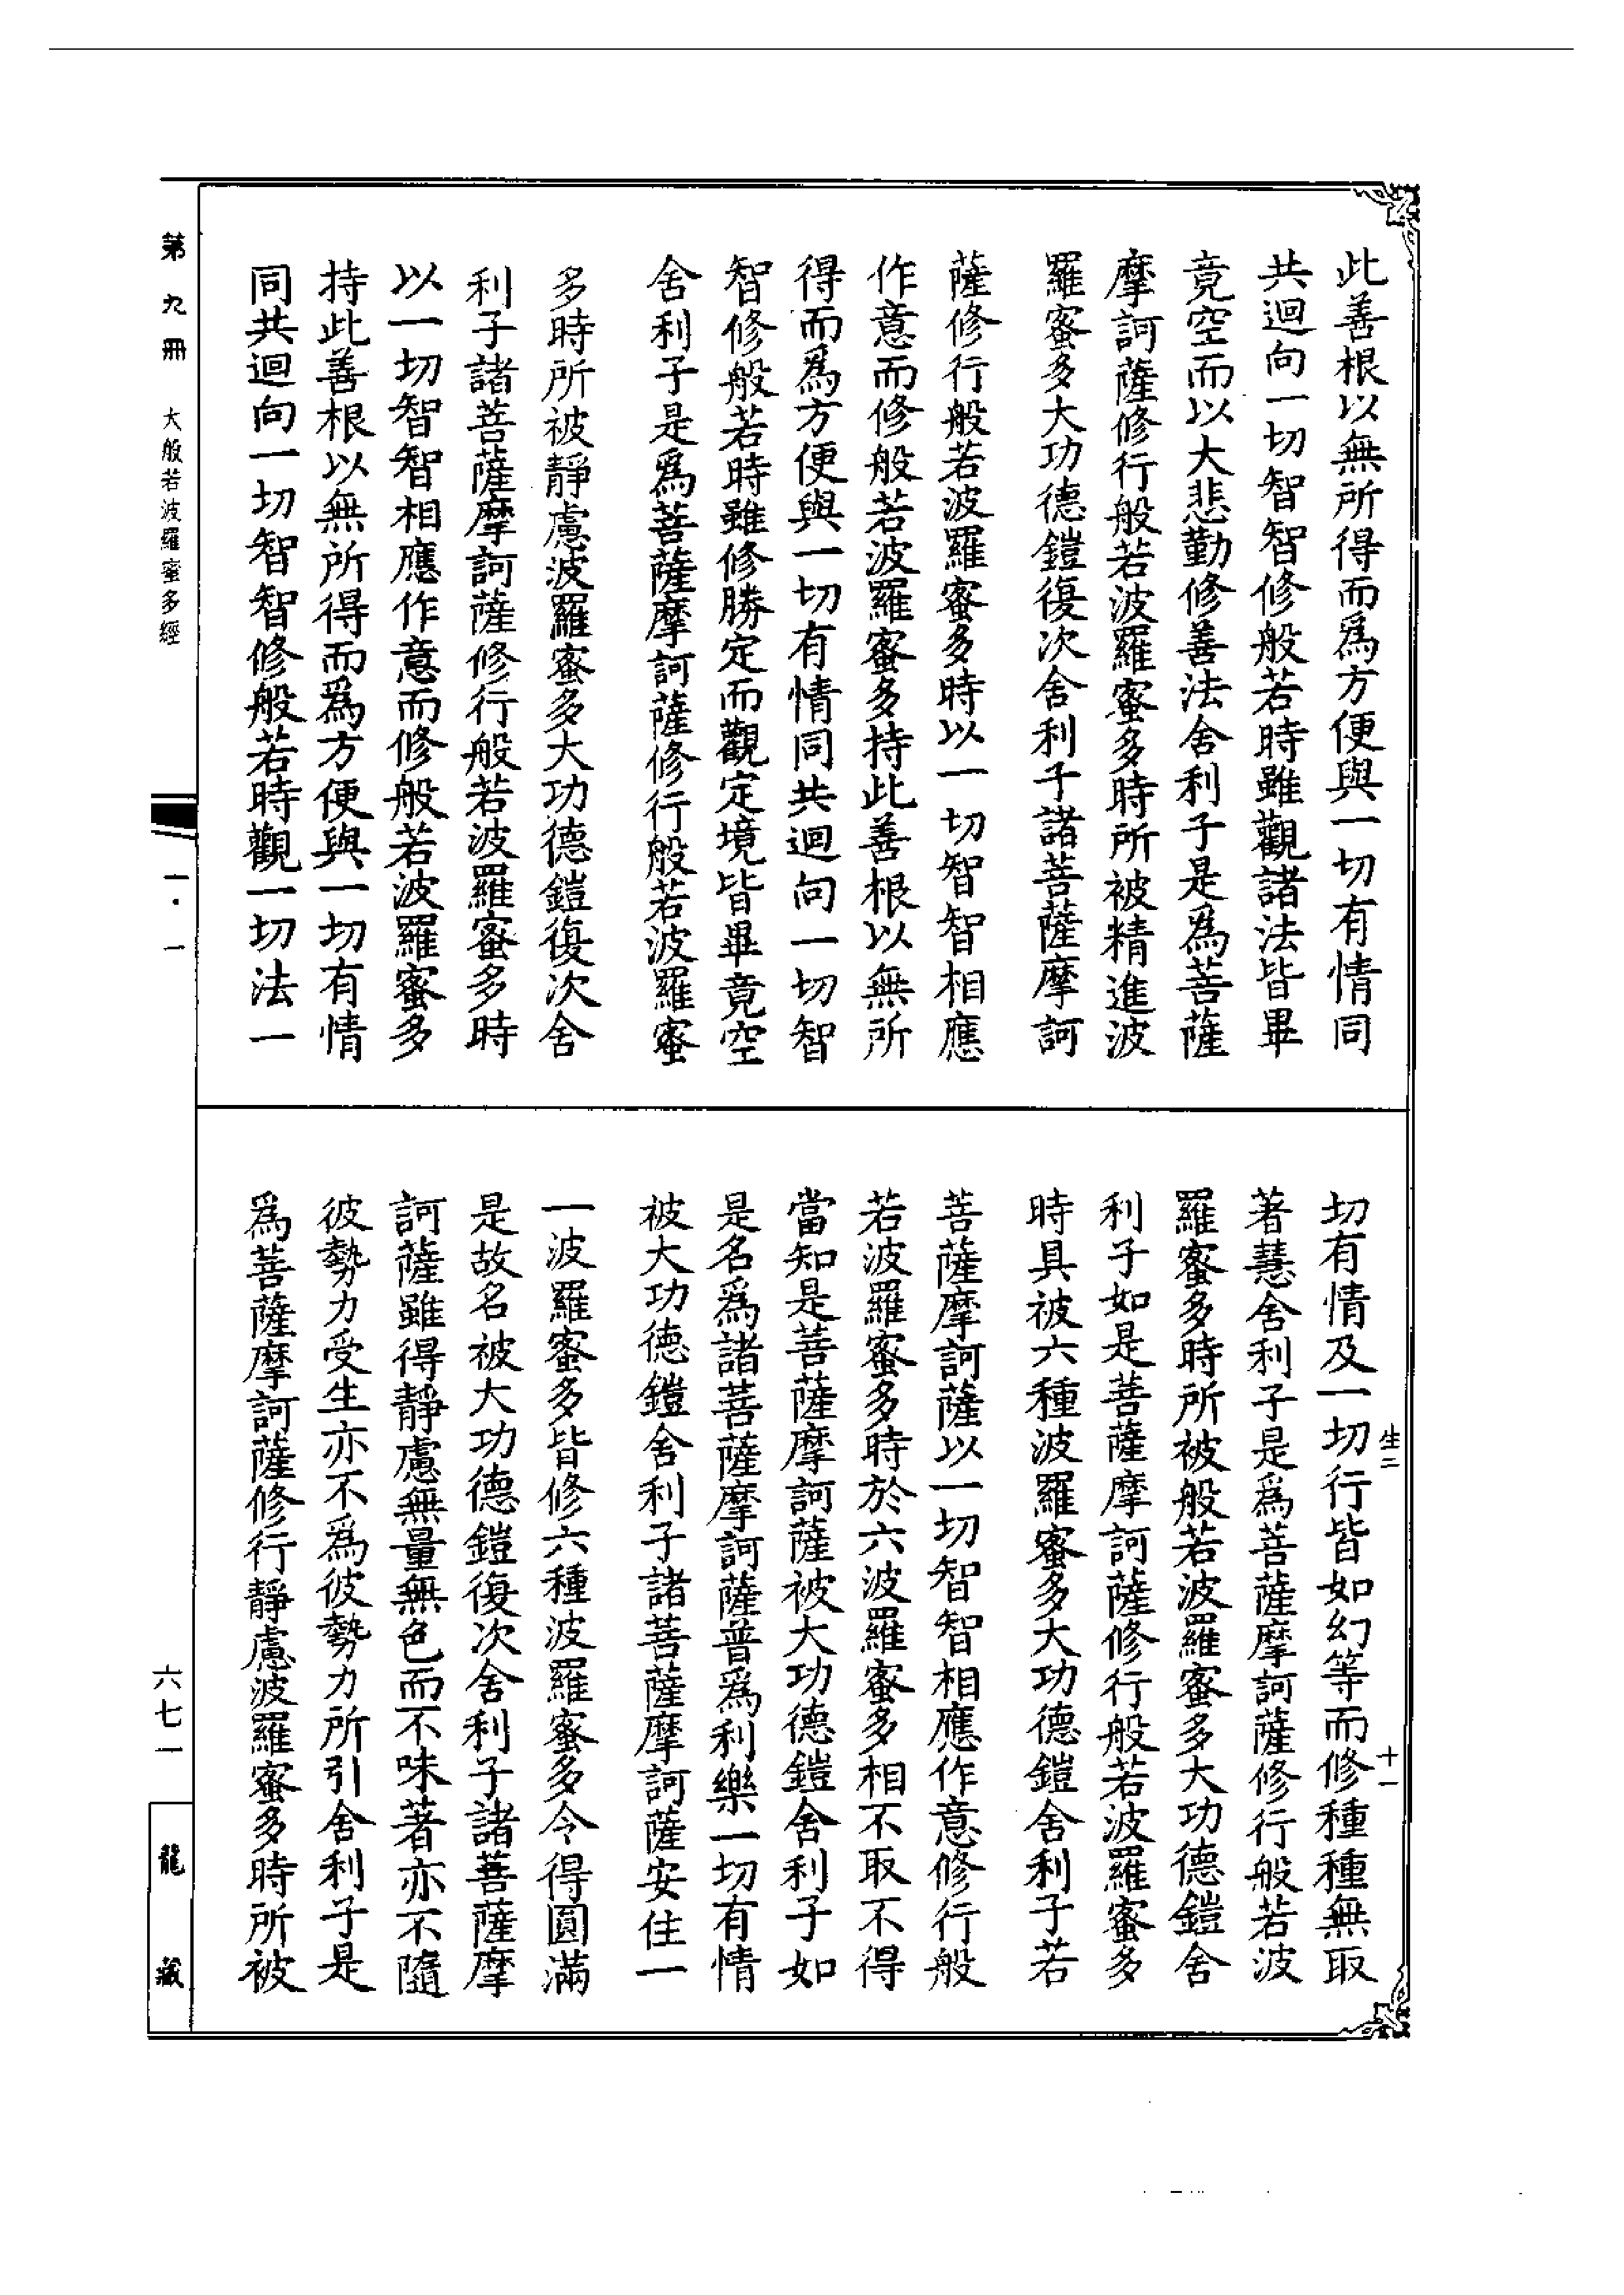 此善根以無所得而爲方便與一切有情同
共迴向一切智智修般若時雖觀諸法皆畢
竟空而以大悲勤修善法舍利子是爲菩薩
摩訶薩修行般若波羅蜜多時所被精進波
羅蜜多大功德鎧復次舍利子諸菩薩摩訶
薩修行般若波羅蜜多時以一切智智相應
作意而修般若波羅蜜多持此善根以無所
得而爲方便與一切有情同共迴向一切智
智修般若時雖修勝定而觀定境皆畢竟空
舍利子是爲菩薩摩訶薩修行般若波羅蜜
多時所被靜慮波羅蜜多大功德鎧復次舍
利子諸菩薩摩訶薩修行般若波羅蜜多時
以一切智智相應作意而修般若波羅蜜多
持此善根以無所得而爲方便與一切有情
同共迴向一切智智修般若時觀一切法一
切有情及一切行皆如幻等而修種種無取
著慧舍利子是爲菩薩摩訶薩修行般若波
羅蜜多時所被般若波羅蜜多大功德鎧舍
利子如是菩薩摩訶薩修行般若波羅蜜多
時具被六種波羅蜜多大功德鎧舍利子若
菩薩摩訶薩以一切智智相應作意修行般
若波羅蜜多時於六波羅蜜多相不取不得
當知是菩薩摩訶薩被大功德鎧舍利子如
是名爲諸菩薩摩訶薩普爲利樂一切有情
被大功德鎧舍利子諸菩薩摩訶薩安住一
一波羅蜜多皆修六種波羅蜜多令得圓滿
是故名被大功德鎧復次舍利子諸菩薩摩
訶薩雖得靜慮無量無色而不味著亦不隨
彼勢力受生亦不爲彼勢力所引舍利子是
爲菩薩摩訶薩修行靜慮波羅蜜多時所被
生二
十一
第九冊 大般若波羅蜜多經
一·一
六七一
龍藏